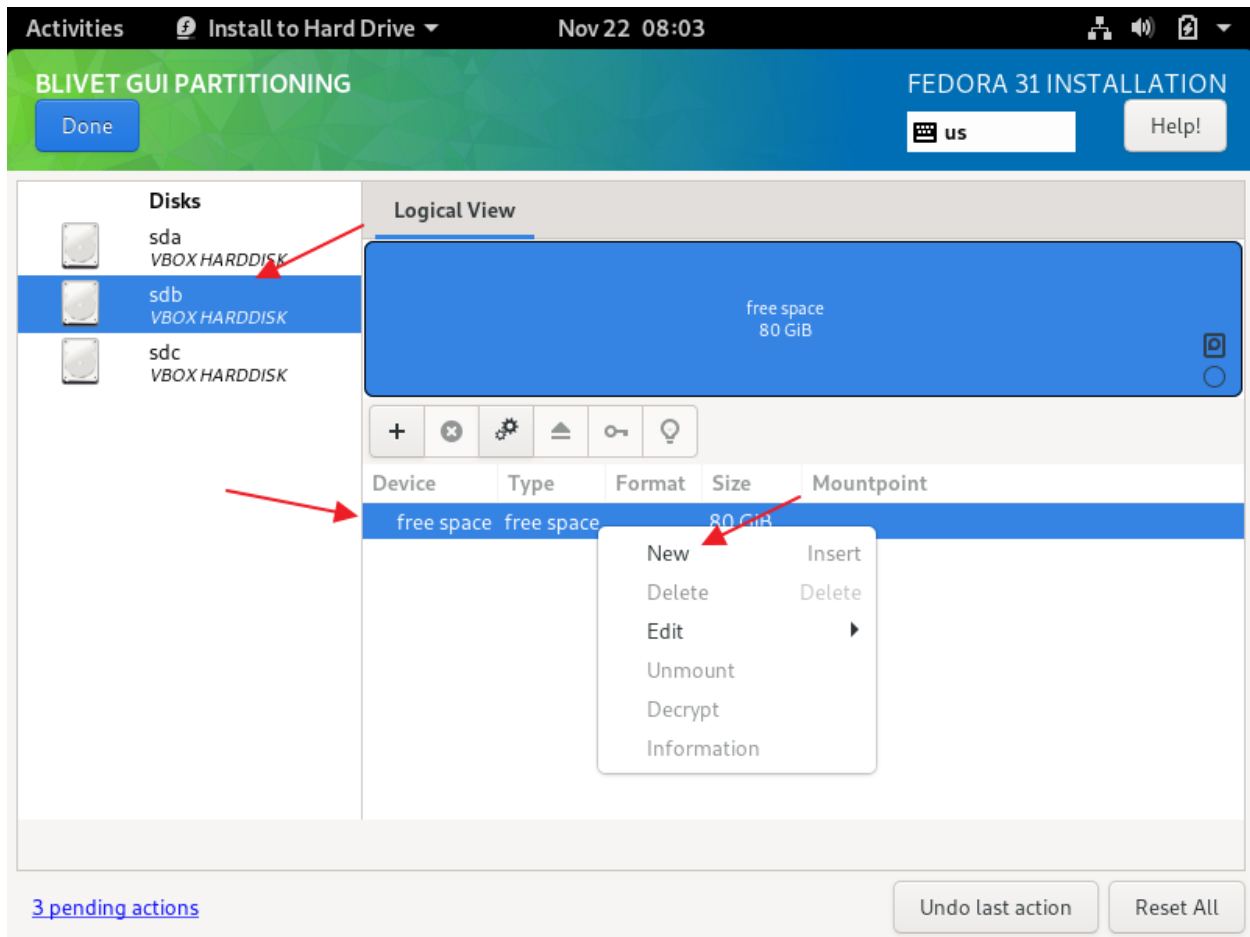 Activities Install to Hard Drive Nov 22 08:03
BLIVET GUI PARTITIONING FEDORA 31 INSTALLATION
Done us Help!
Disks
sda
VBOX HARDDISK
sdb
VBOX HARDDISK
sdc
VBOX HARDDISK
Logical View
free space
80 GiB
Device Type Format Size Mountpoint
free space free space 80 GiB
New Insert
Delete Delete
Edit
Unmount
Decrypt
Information
3 pending actions Undo last action Reset All